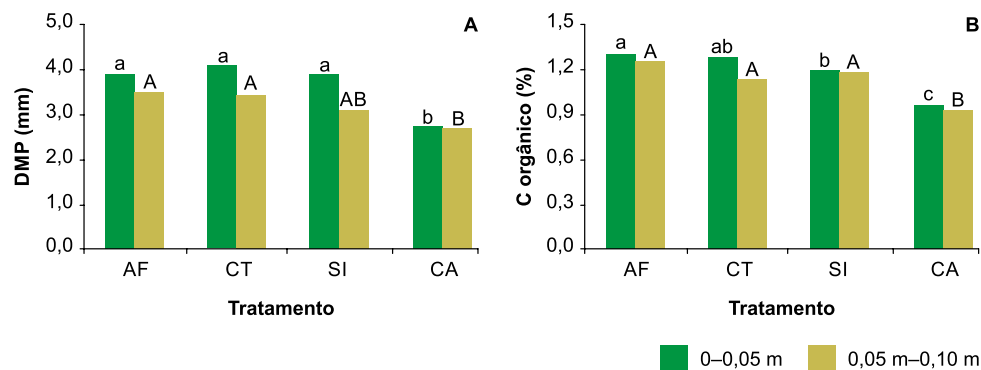 A
DMP (mm)
5,0
4,0
3,0
2,0
1,0
0,0
a A a A a AB b B
AF CT SI CA
Tratamento
B
C orgânico (%)
1,5
1,2
0,9
0,6
0,3
0,0
a A ab A b A c B
AF CT SI CA
Tratamento
0–0,05 m 0,05 m–0,10 m